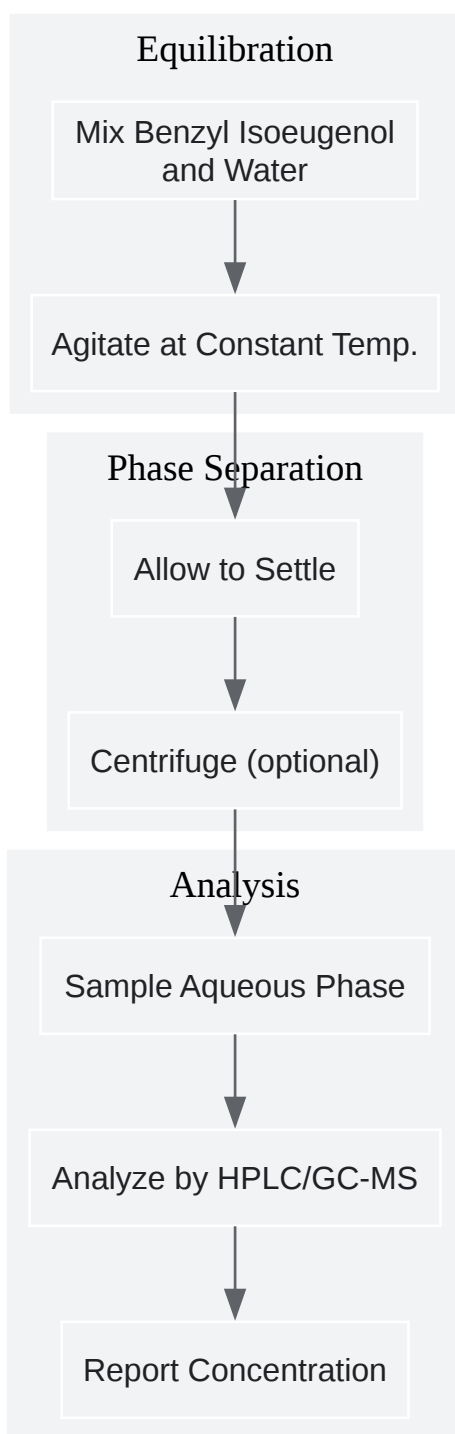 Equilibration
Mix Benzyl Isoeugenol
and Water
Agitate at Constant Temp.
Phase Separation
Allow to Settle
Centrifuge (optional)
Analysis
Sample Aqueous Phase
Analyze by HPLC/GC-MS
Report Concentration